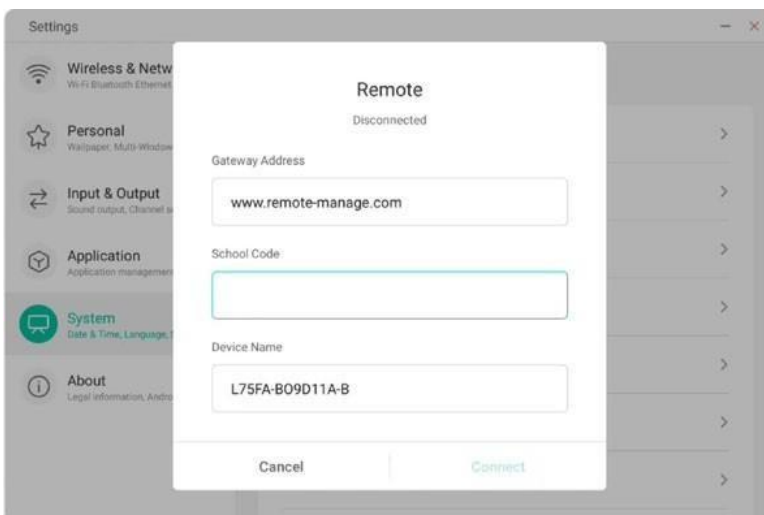 Settings
Wireless & Netw
Wi-Fi Bluetooth Ethernet
Personal
Wallpaper, Multi-Window
Input & Output
Sound output, Channel s
Application
Application management
System
Date & Time, Language,
About
Legal information, Andro
Remote
Disconnected
Gateway Address
www.remote-manage.com
School Code
Device Name
L75FA-BO9D11A-B
Cancel
Connect